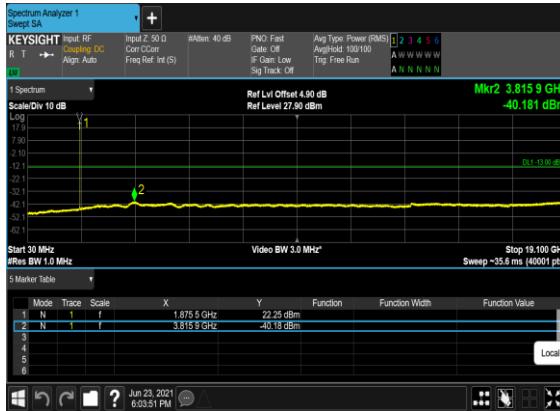 Spectrum Analyzer 1
Swept SA
KEYSIGHT
R T
Input: RF
Coupling: DC
Align: Auto
Input Z: 50 Ω
Corr CCorr
Freq Ref: Int (S)
#Atten: 40 dB
PNO: Fast
Gate: Off
IF Gain: Low
Sig Track: Off
Avg Type: Power (RMS)
Avg|Hold: 100/100
Trig: Free Run
1 2 3 4 5 6
A W W W W W
A N N N N N
1 Spectrum
Scale/Div 10 dB
Ref Lvl Offset 4.90 dB
Ref Level 27.90 dBm
Mkr2 3.815 9 GH
-40.181 dBr
Log
17.9
7.90
-2.10
-12.1
-22.1
-32.1
-42.1
-52.1
-62.1
1
2
DL1 -13.00 dB
Start 30 MHz
#Res BW 1.0 MHz
Video BW 3.0 MHz*
Stop 19.100 GH
Sweep ~35.6 ms (40001 pt
5 Marker Table
Mode Trace Scale X Y Function Function Width Function Value
1 N 1 f 1.875 5 GHz 22.25 dBm
2 N 1 f 3.815 9 GHz -40.18 dBm
3
4
5
6
Local
Jun 23, 2021
6:03:51 PM